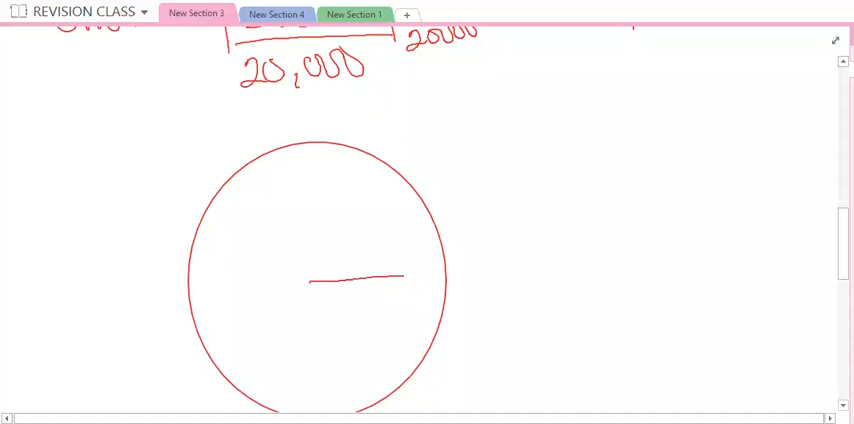 REVISION CLASS
New Section 3
New Section 4
New Section 1
20000
20,000